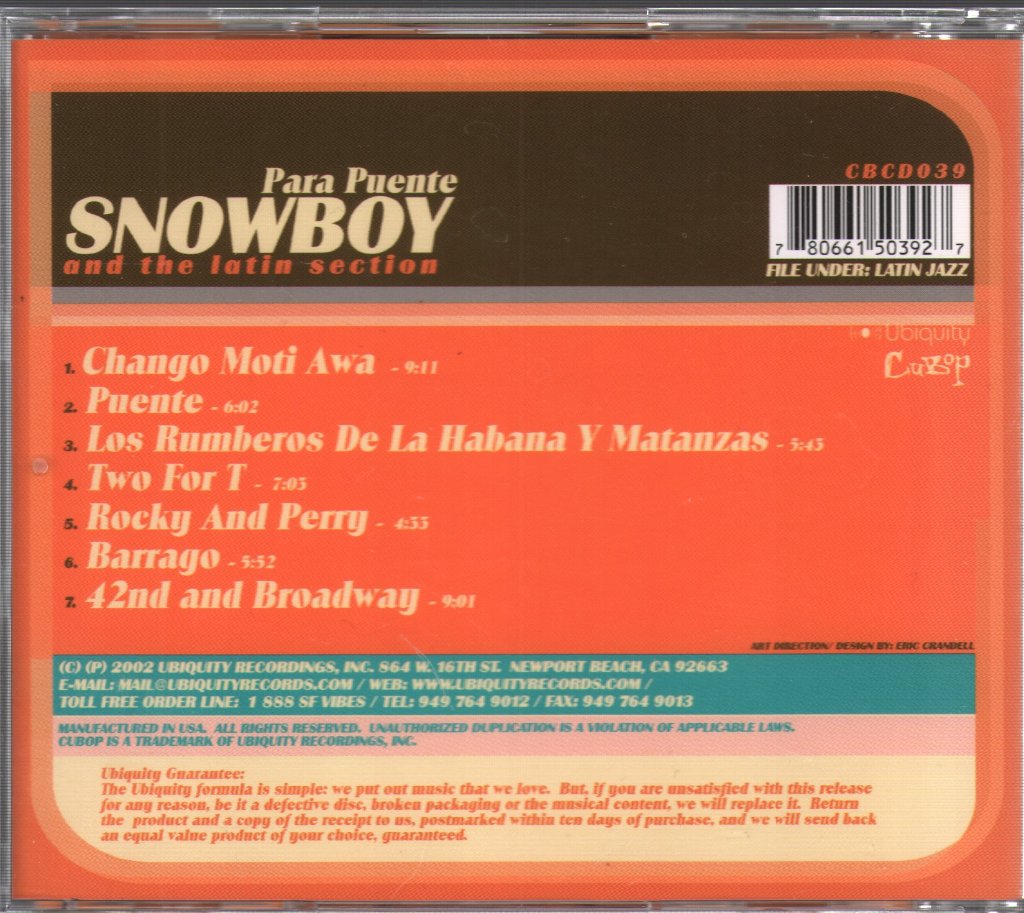 Para Puente
SNOWBOY
and the latin section
CBCD039
7 80661 50392 7
FILE UNDER: LATIN JAZZ
Ubiquity
CuBop
1. Chango Moti Awa - 9:11
2. Puente - 6:02
3. Los Rumberos De La Habana Y Matanzas - 5:43
4. Two For T - 7:03
5. Rocky And Perry - 4:33
6. Barrago - 5:52
7. 42nd and Broadway - 9:01
ART DIRECTION/ DESIGN BY: ERIC CRANDELL
(C) (P) 2002 UBIQUITY RECORDINGS, INC. 864 W. 16TH ST. NEWPORT BEACH, CA 92663
E-MAIL: MAIL@UBIQUITYRECORDS.COM / WEB: WWW.UBIQUITYRECORDS.COM /
TOLL FREE ORDER LINE: 1 888 SF VIBES / TEL: 949 764 9012 / FAX: 949 764 9013
MANUFACTURED IN USA. ALL RIGHTS RESERVED. UNAUTHORIZED DUPLICATION IS A VIOLATION OF APPLICABLE LAWS.
CUBOP IS A TRADEMARK OF UBIQUITY RECORDINGS, INC.
Ubiquity Guarantee:
The Ubiquity formula is simple: we put out music that we love. But, if you are unsatisfied with this release
for any reason, be it a defective disc, broken packaging or the musical content, we will replace it. Return
the product and a copy of the receipt to us, postmarked within ten days of purchase, and we will send back
an equal value product of your choice, guaranteed.